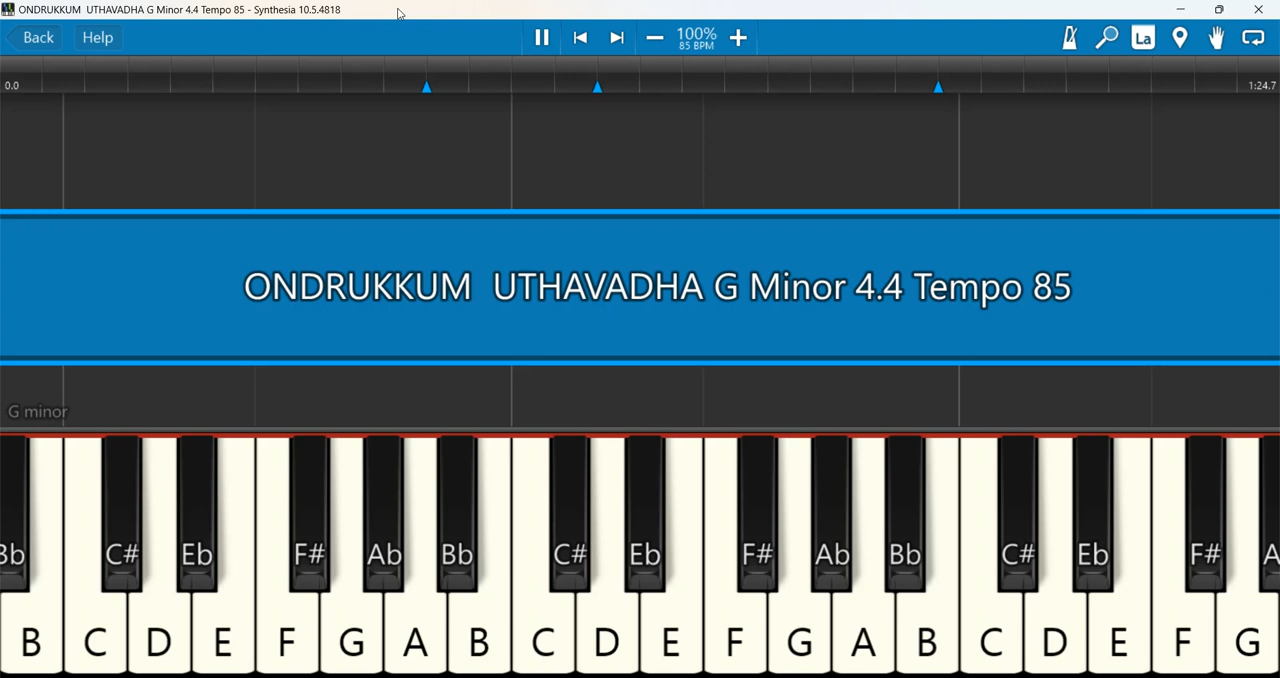 ONDRUKKUM UTHAVADHA G Minor 4.4 Tempo 85 - Synthesia 10.5.4818
Back Help 100% La
85 BPM
0.0 1:24.7
ONDRUKKUM UTHAVADHA G Minor 4.4 Tempo 85
G minor
Bb C# Eb F# Ab Bb C# Eb F# Ab Bb C# Eb F# A
B C D E F G A B C D E F G A B C D E F G